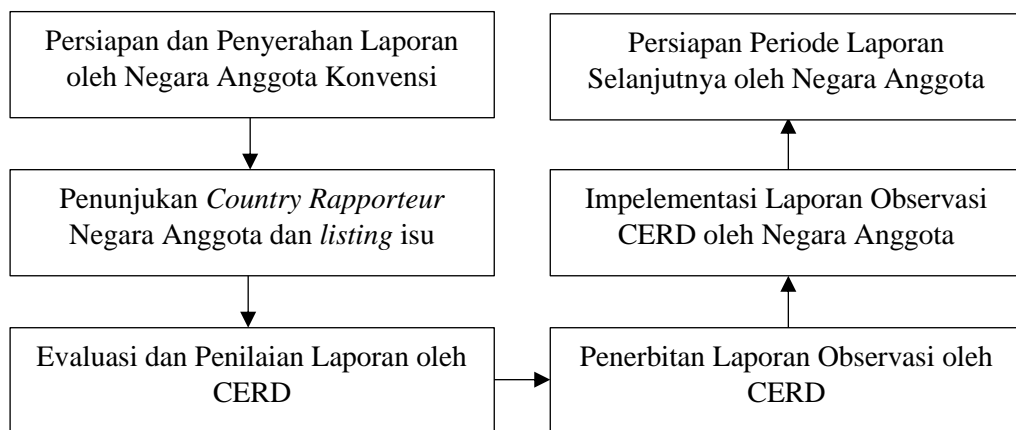 Persiapan dan Penyerahan Laporan
oleh Negara Anggota Konvensi
Penunjukan Country Rapporteur
Negara Anggota dan listing isu
Evaluasi dan Penilaian Laporan oleh
CERD
Penerbitan Laporan Observasi oleh
CERD
Impelementasi Laporan Observasi
CERD oleh Negara Anggota
Persiapan Periode Laporan
Selanjutnya oleh Negara Anggota